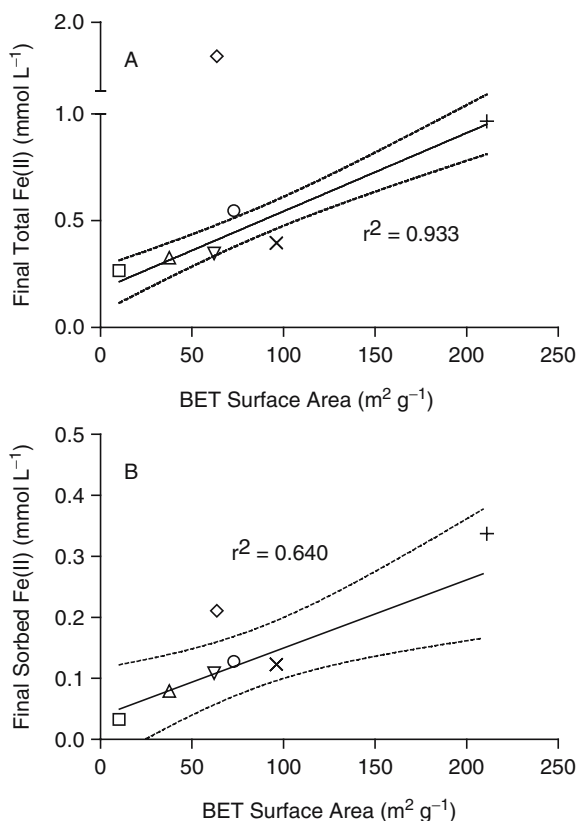 2.0
A
1.0
0.5
0.0
r² = 0.933
0 50 100 150 200 250
BET Surface Area (m² g⁻¹)
Final Total Fe(II) (mmol L⁻¹)
0.5
B
0.4
0.3
0.2
0.1
0.0
r² = 0.640
0 50 100 150 200 250
BET Surface Area (m² g⁻¹)
Final Sorbed Fe(II) (mmol L⁻¹)